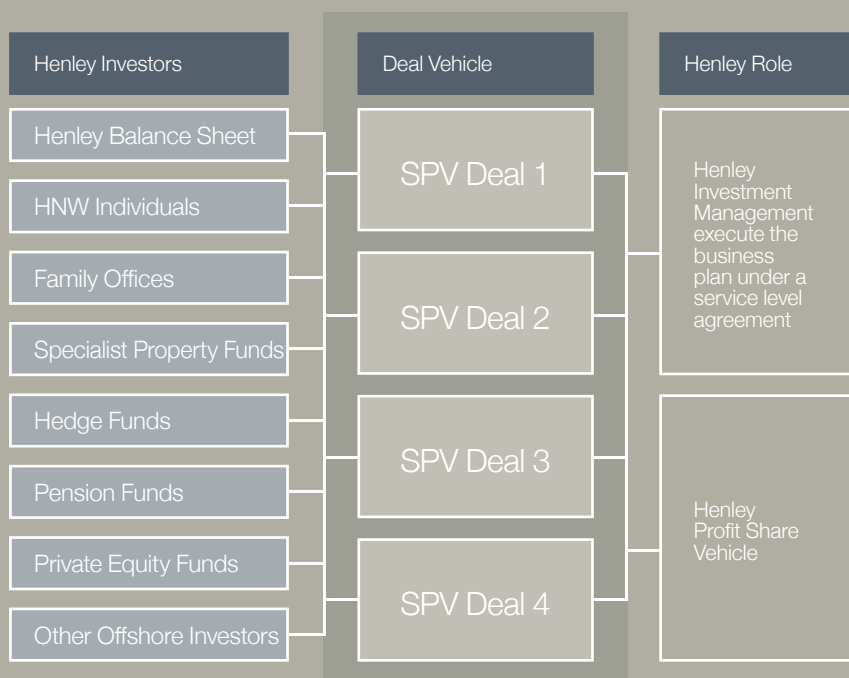 Henley Investors
Henley Balance Sheet
HNW Individuals
Family Offices
Specialist Property Funds
Hedge Funds
Pension Funds
Private Equity Funds
Other Offshore Investors
Deal Vehicle
SPV Deal 1
SPV Deal 2
SPV Deal 3
SPV Deal 4
Henley Role
Henley
Investment
Management
execute the
business
plan under a
service level
agreement
Henley
Profit Share
Vehicle